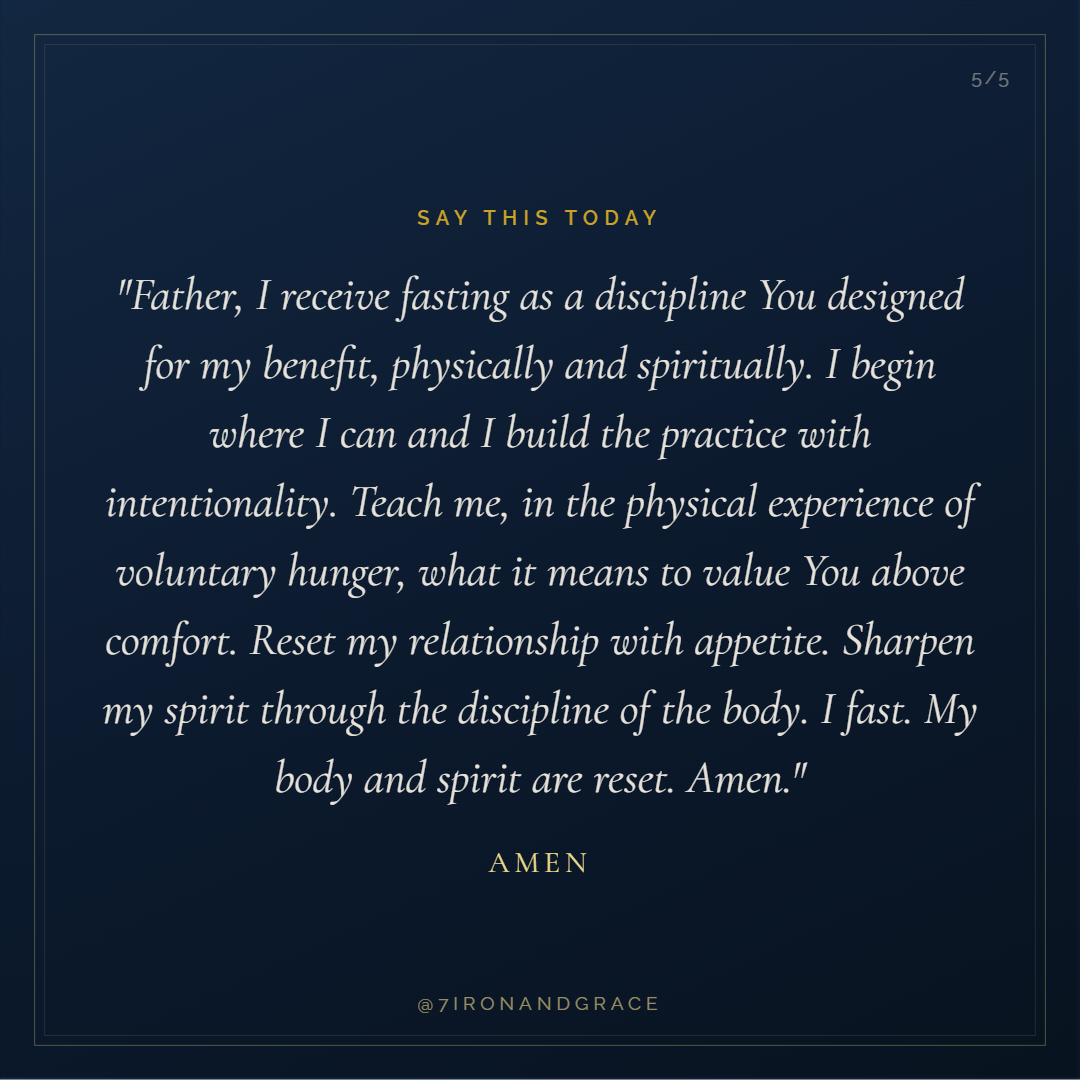 5/5
SAY THIS TODAY
"Father, I receive fasting as a discipline You designed
for my benefit, physically and spiritually. I begin
where I can and I build the practice with
intentionality. Teach me, in the physical experience of
voluntary hunger, what it means to value You above
comfort. Reset my relationship with appetite. Sharpen
my spirit through the discipline of the body. I fast. My
body and spirit are reset. Amen."
AMEN
@7IRONANDGRACE